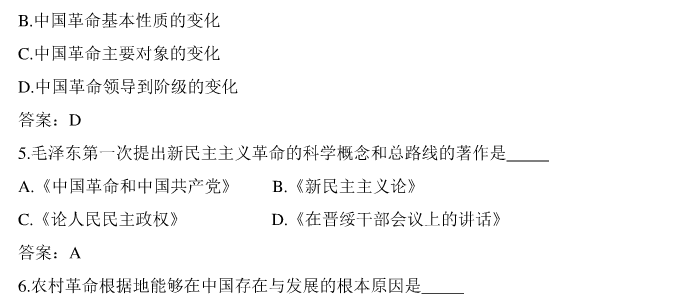 B.中国革命基本性质的变化
C.中国革命主要对象的变化
D.中国革命领导到阶级的变化
答案：D
5.毛泽东第一次提出新民主主义革命的科学概念和总路线的著作是_____
A.《中国革命和中国共产党》 B.《新民主主义论》
C.《论人民民主政权》 D.《在晋绥干部会议上的讲话》
答案：A
6.农村革命根据地能够在中国存在与发展的根本原因是_____